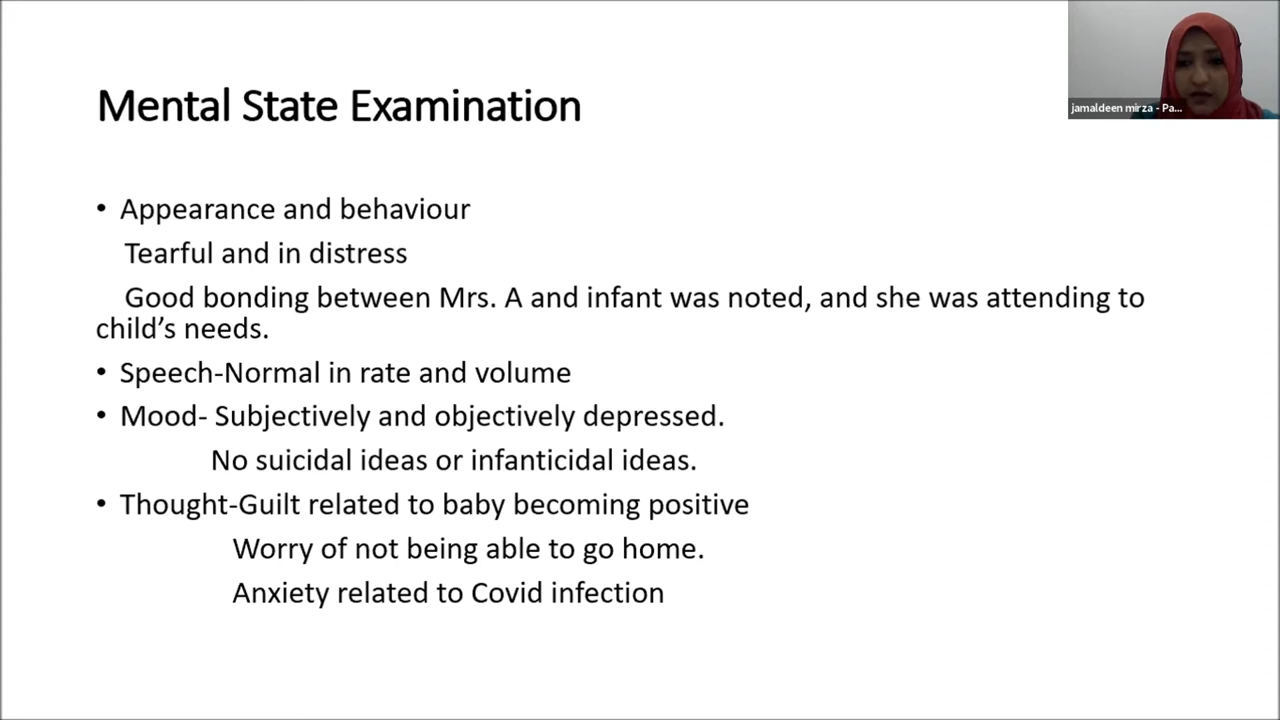 Mental State Examination
jamaldeen mirza - Pa...
• Appearance and behaviour
Tearful and in distress
Good bonding between Mrs. A and infant was noted, and she was attending to
child’s needs.
• Speech-Normal in rate and volume
• Mood- Subjectively and objectively depressed.
No suicidal ideas or infanticidal ideas.
• Thought-Guilt related to baby becoming positive
Worry of not being able to go home.
Anxiety related to Covid infection